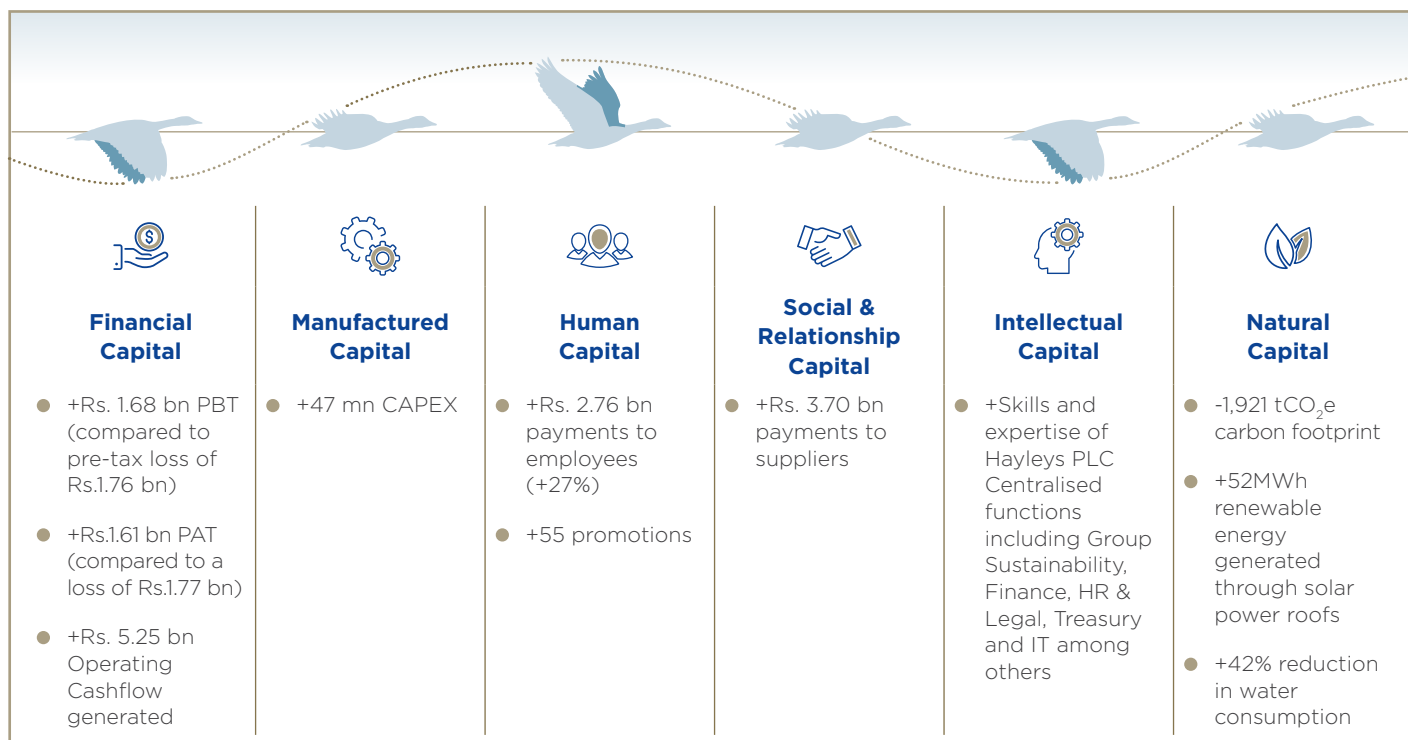 $
Financial
Capital
+Rs. 1.68 bn PBT
(compared to
pre-tax loss of
Rs.1.76 bn)
+Rs.1.61 bn PAT
(compared to a
loss of Rs.1.77 bn)
+Rs. 5.25 bn
Operating
Cashflow
generated
Manufactured
Capital
+47 mn CAPEX
Human
Capital
+Rs. 2.76 bn
payments to
employees
(+27%)
+55 promotions
Social &
Relationship
Capital
+Rs. 3.70 bn
payments to
suppliers
Intellectual
Capital
+Skills and
expertise of
Hayleys PLC
Centralised
functions
including Group
Sustainability,
Finance, HR &
Legal, Treasury
and IT among
others
Natural
Capital
-1,921 tCO₂e
carbon footprint
+52MWh
renewable
energy
generated
through solar
power roofs
+42% reduction
in water
consumption